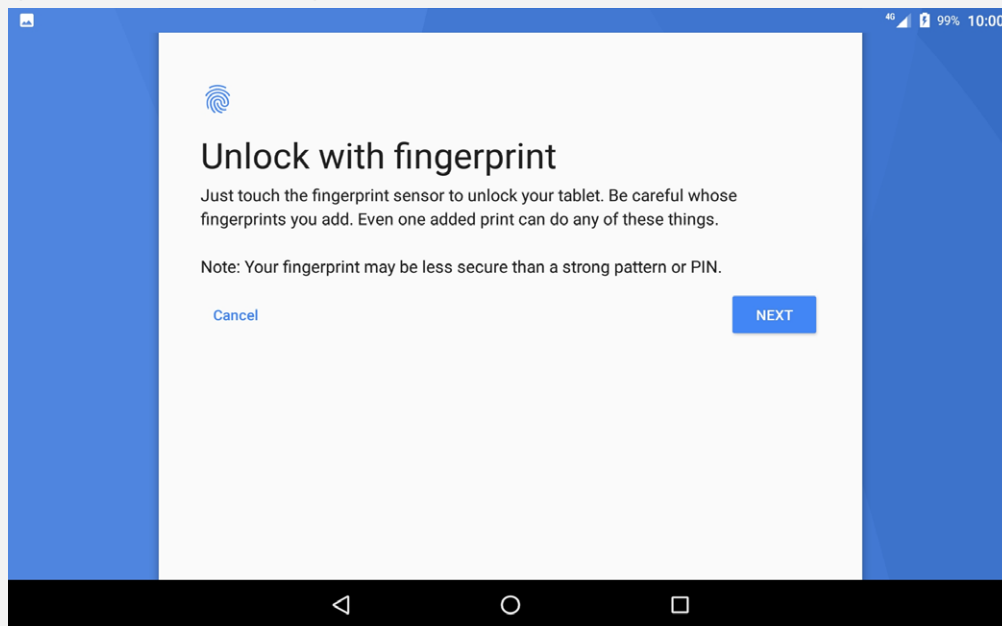 4G 99% 10:00
Unlock with fingerprint
Just touch the fingerprint sensor to unlock your tablet. Be careful whose
fingerprints you add. Even one added print can do any of these things.
Note: Your fingerprint may be less secure than a strong pattern or PIN.
Cancel NEXT